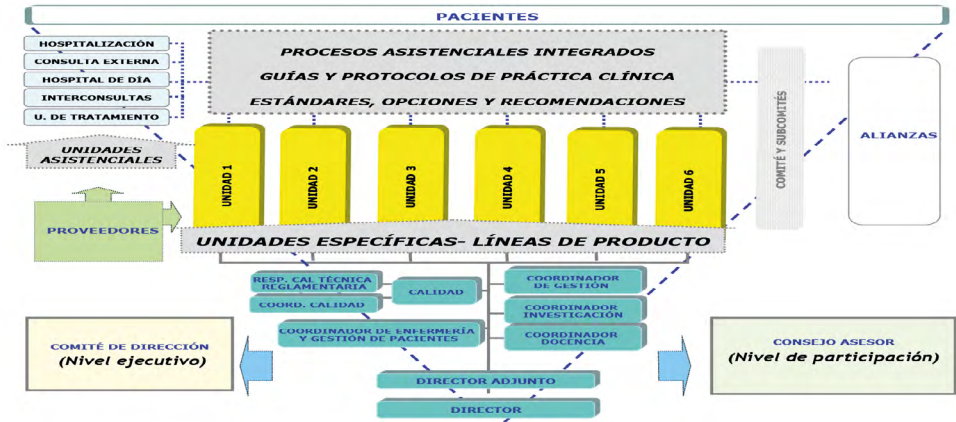 PACIENTES
HOSPITALIZACIÓN
CONSULTA EXTERNA
HOSPITAL DE DÍA
INTERCONSULTAS
U. DE TRATAMIENTO
PROCESOS ASISTENCIALES INTEGRADOS
GUÍAS Y PROTOCOLOS DE PRÁCTICA CLÍNICA
ESTÁNDARES, OPCIONES Y RECOMENDACIONES
UNIDADES
ASISTENCIALES
UNIDAD 1
UNIDAD 2
UNIDAD 3
UNIDAD 4
UNIDAD 5
UNIDAD 6
COMITÉ Y SUBCOMITÉS
ALIANZAS
PROVEEDORES
UNIDADES ESPECÍFICAS- LÍNEAS DE PRODUCTO
RESP. CAL TÉCNICA
REGLAMENTARIA
COORD. CALIDAD
CALIDAD
COORDINADOR
DE GESTIÓN
COORDINADOR
INVESTIGACIÓN
COORDINADOR DE ENFERMERÍA
Y GESTIÓN DE PACIENTES
COORDINADOR
DOCENCIA
COMITÉ DE DIRECCIÓN
(Nivel ejecutivo)
CONSEJO ASESOR
(Nivel de participación)
DIRECTOR ADJUNTO
DIRECTOR